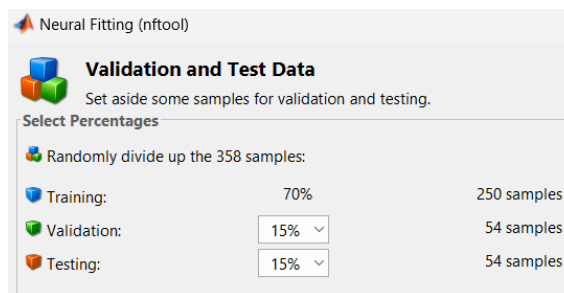 Neural Fitting (nftool)
Validation and Test Data
Set aside some samples for validation and testing.
Select Percentages
Randomly divide up the 358 samples:
Training: 70% 250 samples
Validation: 15% 54 samples
Testing: 15% 54 samples